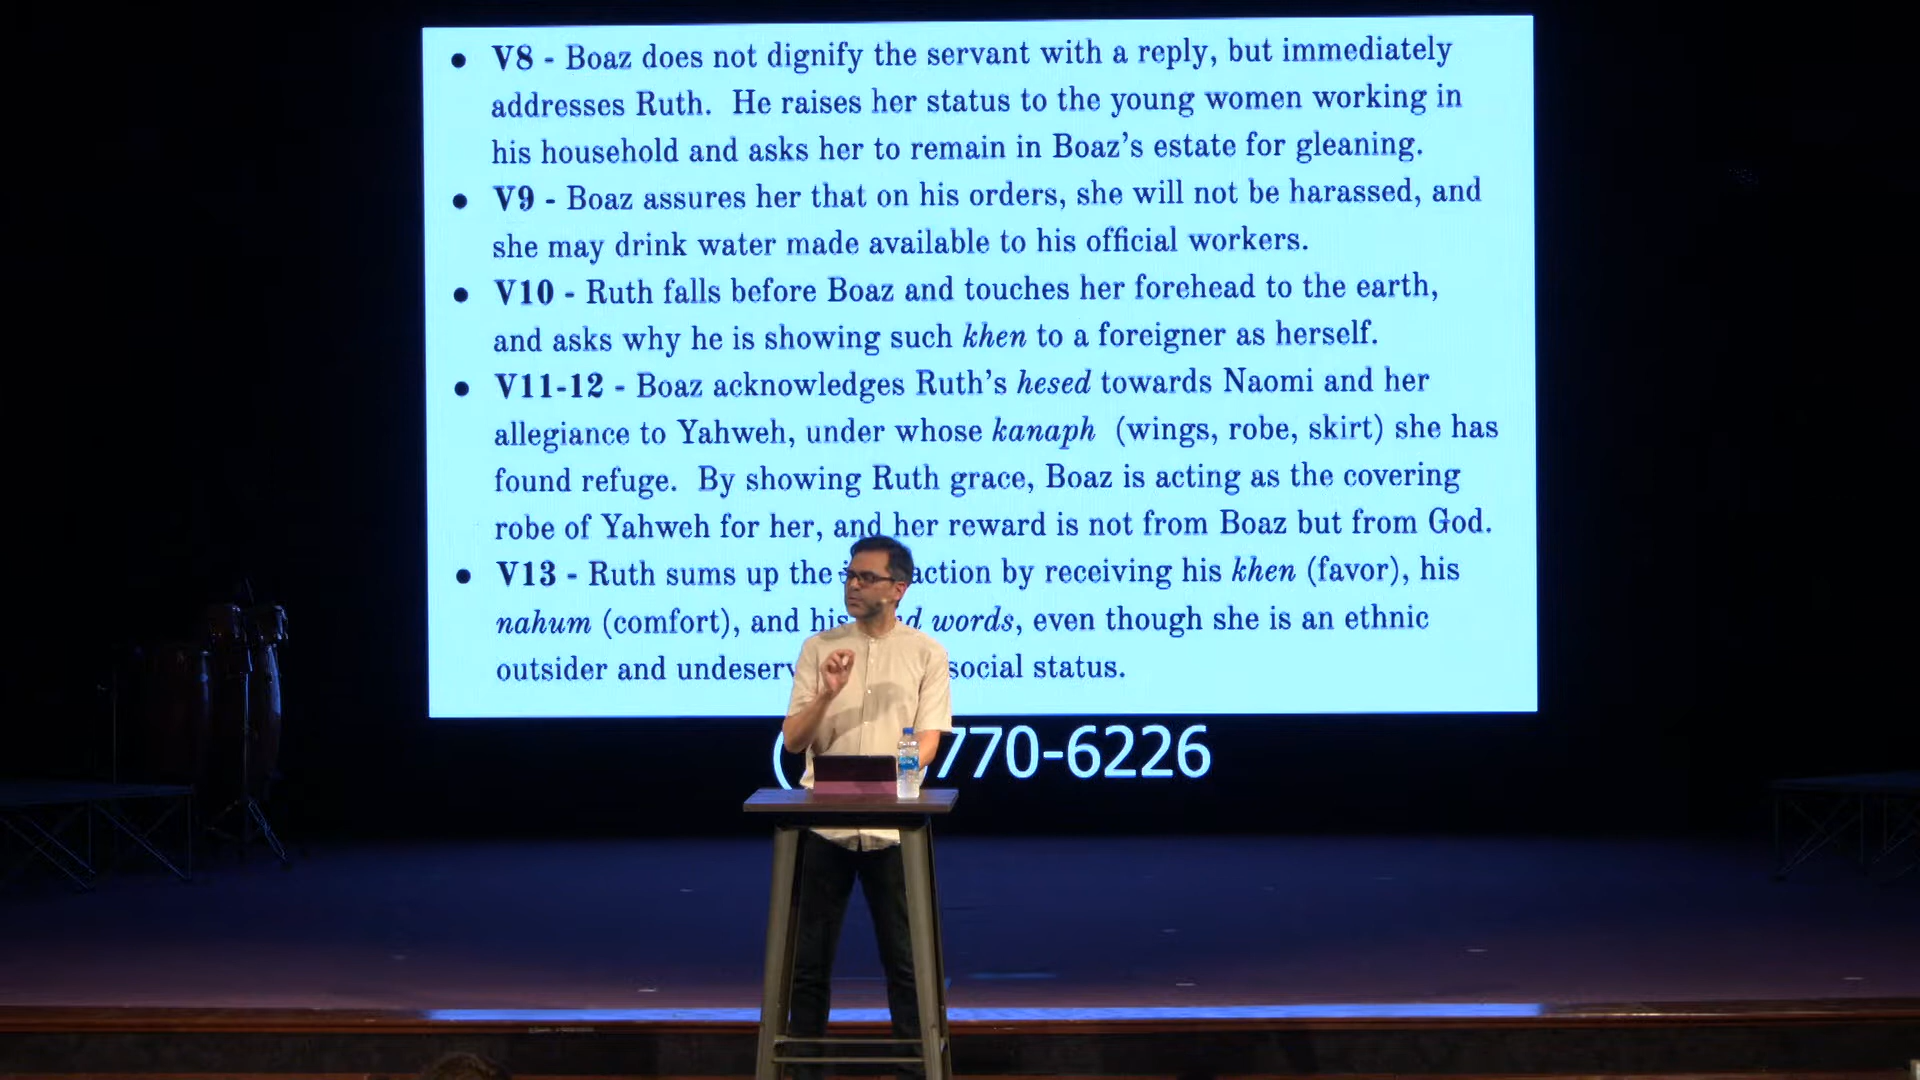 • V8 - Boaz does not dignify the servant with a reply, but immediately
addresses Ruth. He raises her status to the young women working in
his household and asks her to remain in Boaz's estate for gleaning.
• V9 - Boaz assures her that on his orders, she will not be harassed, and
she may drink water made available to his official workers.
• V10 - Ruth falls before Boaz and touches her forehead to the earth,
and asks why he is showing such khen to a foreigner as herself.
• V11-12 - Boaz acknowledges Ruth's hesed towards Naomi and her
allegiance to Yahweh, under whose kanaph (wings, robe, skirt) she has
found refuge. By showing Ruth grace, Boaz is acting as the covering
robe of Yahweh for her, and her reward is not from Boaz but from God.
• V13 - Ruth sums up the by receiving his khen (favor), his
nahum (comfort), and his words, even though she is an ethnic
outsider and social status.
770-6226